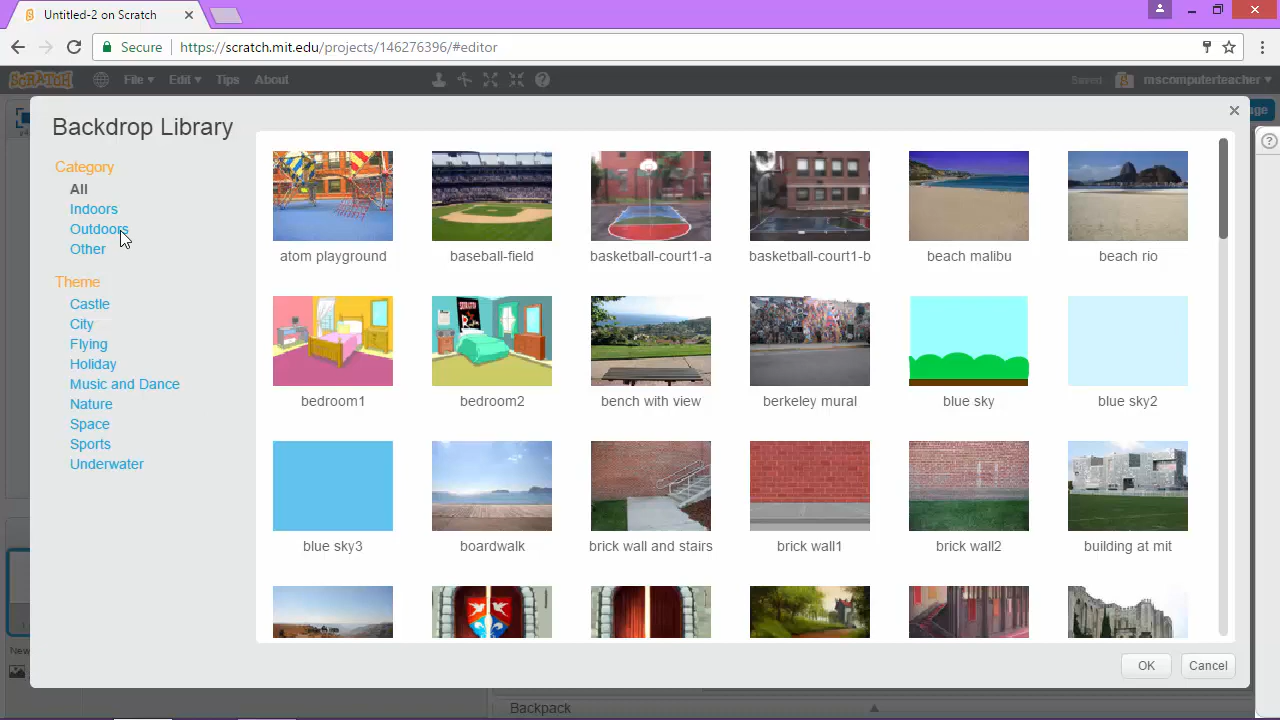 Untitled-2 on Scratch
Secure https://scratch.mit.edu/projects/146276396/#editor
SCRATCH File Edit Tips About Saved mscomputerteacher
Backdrop Library
Category
All
Indoors
Outdoors
Other
Theme
Castle
City
Flying
Holiday
Music and Dance
Nature
Space
Sports
Underwater
atom playground baseball-field basketball-court1-a basketball-court1-b beach malibu beach rio
bedroom1 bedroom2 bench with view berkeley mural blue sky blue sky2
blue sky3 boardwalk brick wall and stairs brick wall1 brick wall2 building at mit
OK Cancel
Backpack